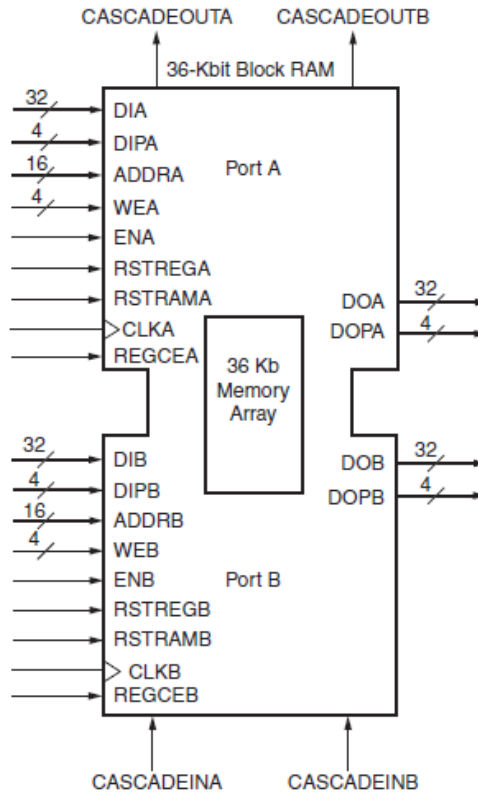 CASCADEOUTA CASCADEOUTB
36-Kbit Block RAM
32 DIA
4 DIPA
16 ADDRA Port A
4 WEA
ENA
RSTREGA
RSTRAMA DOA 32
CLKA DOPA 4
REGCEA
36 Kb
Memory
Array
32 DIB DOB 32
4 DIPB DOPB 4
16 ADDRB
4 WEB
ENB Port B
RSTREGB
RSTRAMB
CLKB
REGCEB
CASCADEINA CASCADEINB